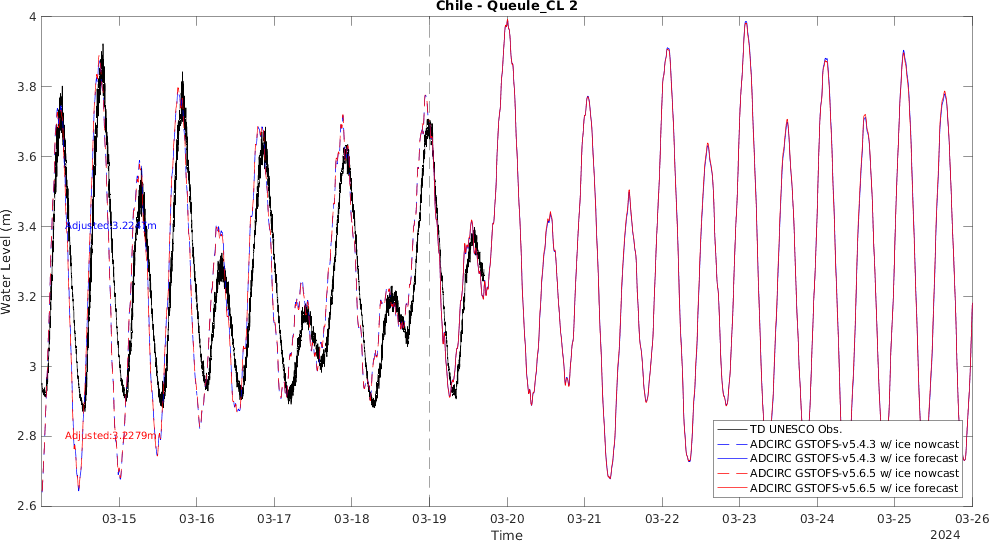 Chile - Queule_CL 2
Water Level (m)
4
3.8
3.6
3.4
3.2
3
2.8
2.6
Adjusted:3.2247m
Adjusted:3.2279m
TD UNESCO Obs.
ADCIRC GSTOFS-v5.4.3 w/ ice nowcast
ADCIRC GSTOFS-v5.4.3 w/ ice forecast
ADCIRC GSTOFS-v5.6.5 w/ ice nowcast
ADCIRC GSTOFS-v5.6.5 w/ ice forecast
03-15 03-16 03-17 03-18 03-19 03-20 03-21 03-22 03-23 03-24 03-25 03-26
Time
2024